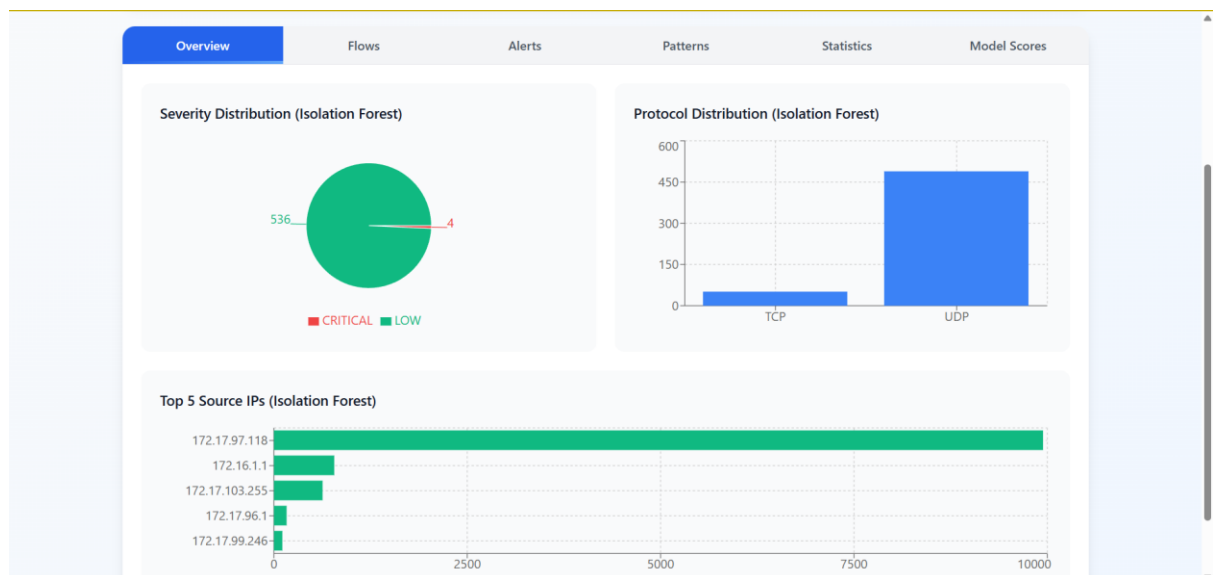 Overview Flows Alerts Patterns Statistics Model Scores
Severity Distribution (Isolation Forest)
536
4
CRITICAL LOW
Protocol Distribution (Isolation Forest)
600
450
300
150
0
TCP UDP
Top 5 Source IPs (Isolation Forest)
172.17.97.118
172.16.1.1
172.17.103.255
172.17.96.1
172.17.99.246
0 2500 5000 7500 10000